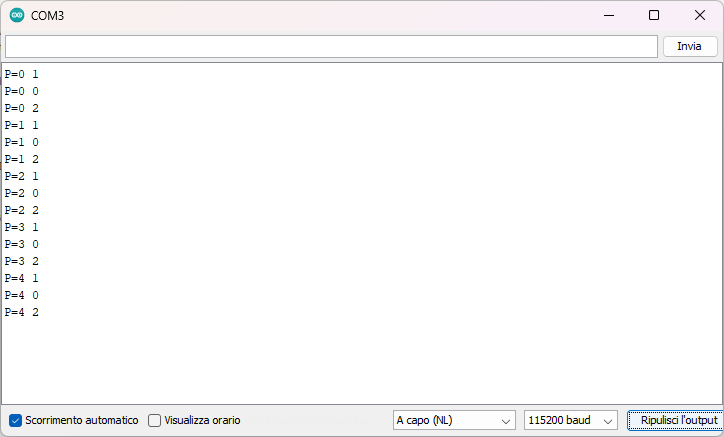 COM3
Invia
P=0 1
P=0 0
P=0 2
P=1 1
P=1 0
P=1 2
P=2 1
P=2 0
P=2 2
P=3 1
P=3 0
P=3 2
P=4 1
P=4 0
P=4 2
Scorrimento automatico Visualizza orario A capo (NL) 115200 baud Ripulisci l'output